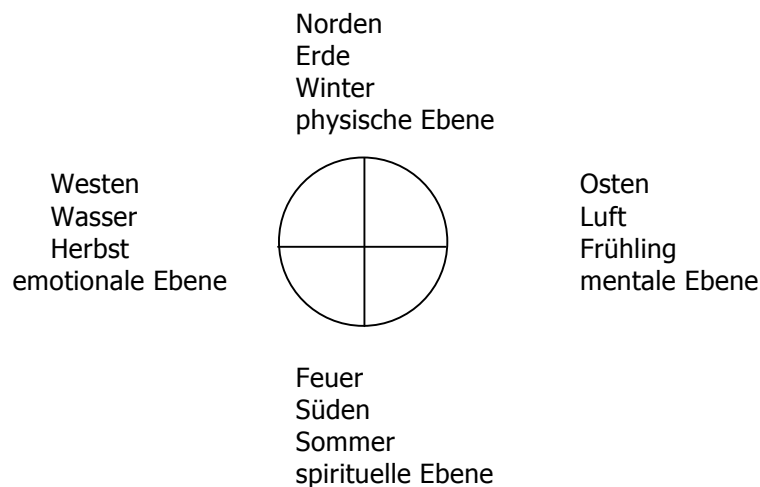 Norden
Erde
Winter
physische Ebene
Westen
Wasser
Herbst
emotionale Ebene
Osten
Luft
Frühling
mentale Ebene
Feuer
Süden
Sommer
spirituelle Ebene